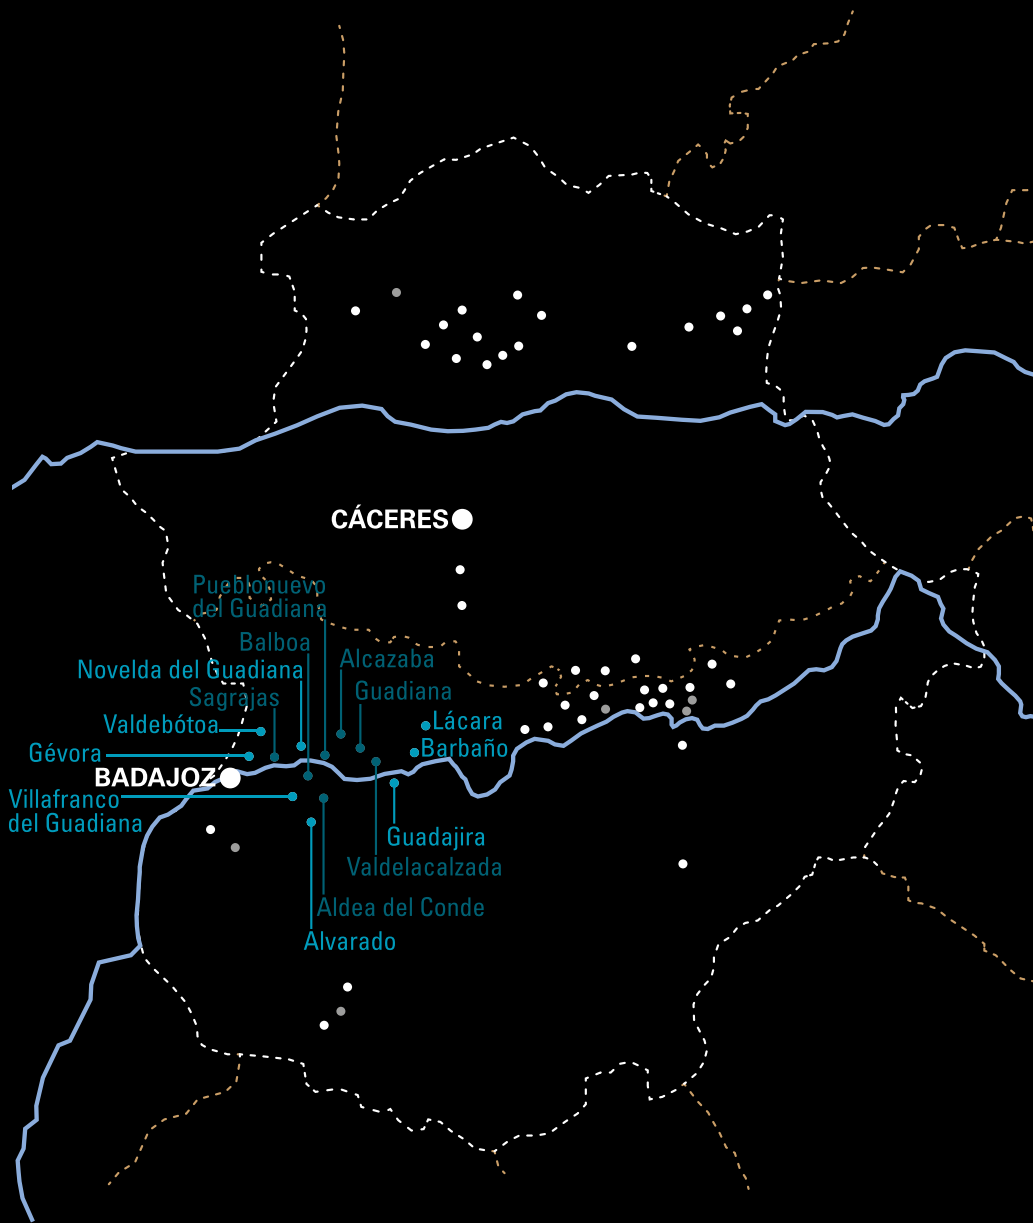 CÁCERES
Pueblonuevo
del Guadiana
Balboa
Alcazaba
Novelda del Guadiana
Sagrajas
Guadiana
Valdebótoa
Lácara
Gévora
Barbaño
BADAJOZ
Villafranco
del Guadiana
Guadajira
Valdelacalzada
Aldea del Conde
Alvarado